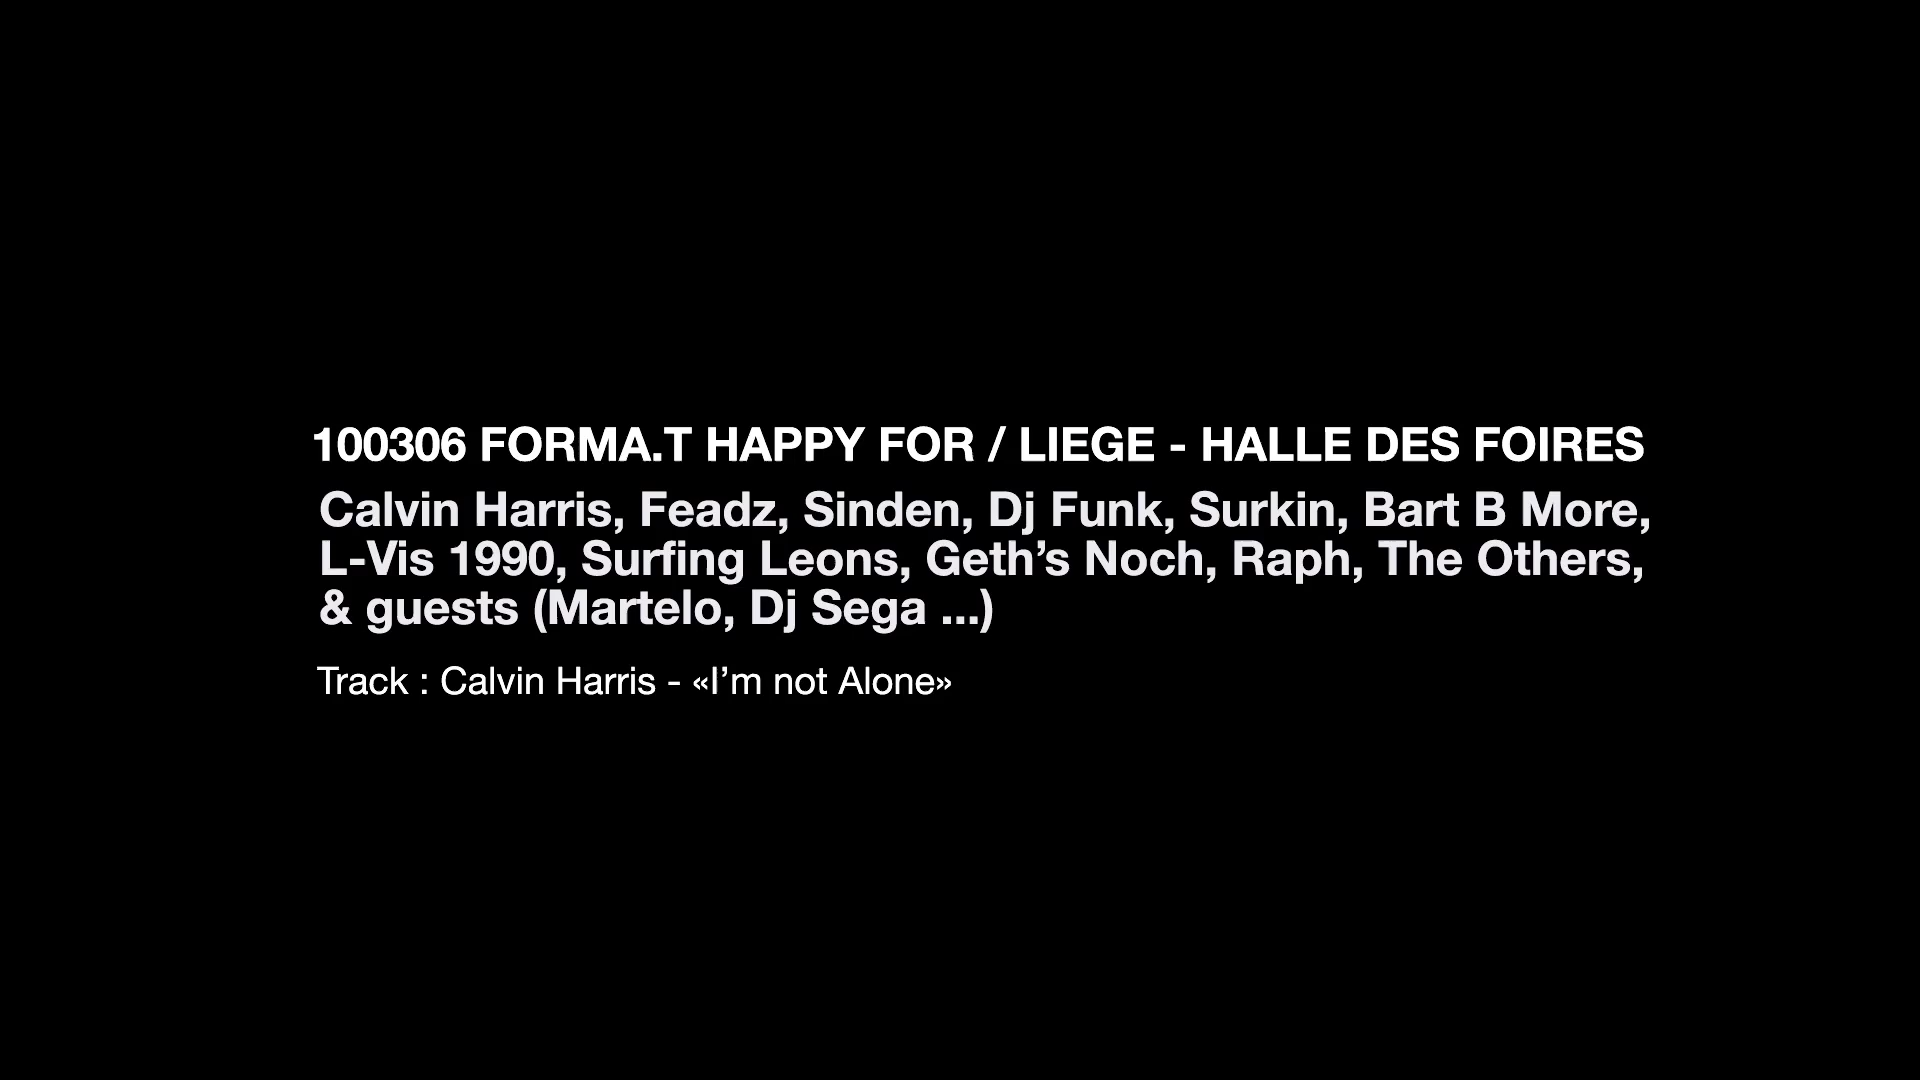 100306 FORMA.T HAPPY FOR / LIEGE - HALLE DES FOIRES
Calvin Harris, Feadz, Sinden, Dj Funk, Surkin, Bart B More,
L-Vis 1990, Surfing Leons, Geth’s Noch, Raph, The Others,
& guests (Martelo, Dj Sega ...)
Track : Calvin Harris - «I’m not Alone»